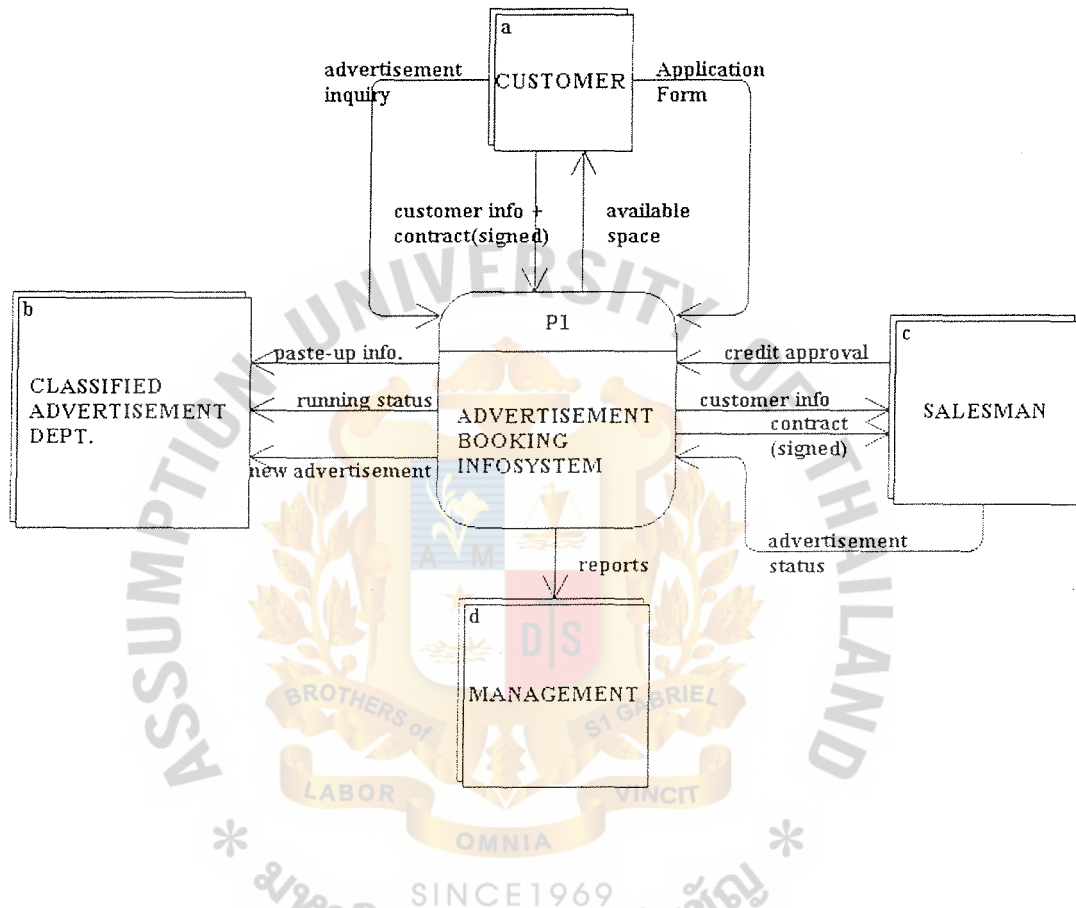 a
advertisement
inquiry
CUSTOMER
Application
Form
customer info +
contract(signed)
available
space
b
CLASSIFIED
ADVERTISEMENT
DEPT.
paste-up info.
running status
new advertisement
P1
ADVERTISEMENT
BOOKING
INFOSYSTEM
c
SALESMAN
credit approval
customer info
contract
(signed)
advertisement
status
reports
d
MANAGEMENT
ASSUMPTION UNIVERSITY OF THAILAND
A M
D S
BROTHERS of
S1 GABRIEL
LABOR
OMNIA
VINCIT
SINCE1969